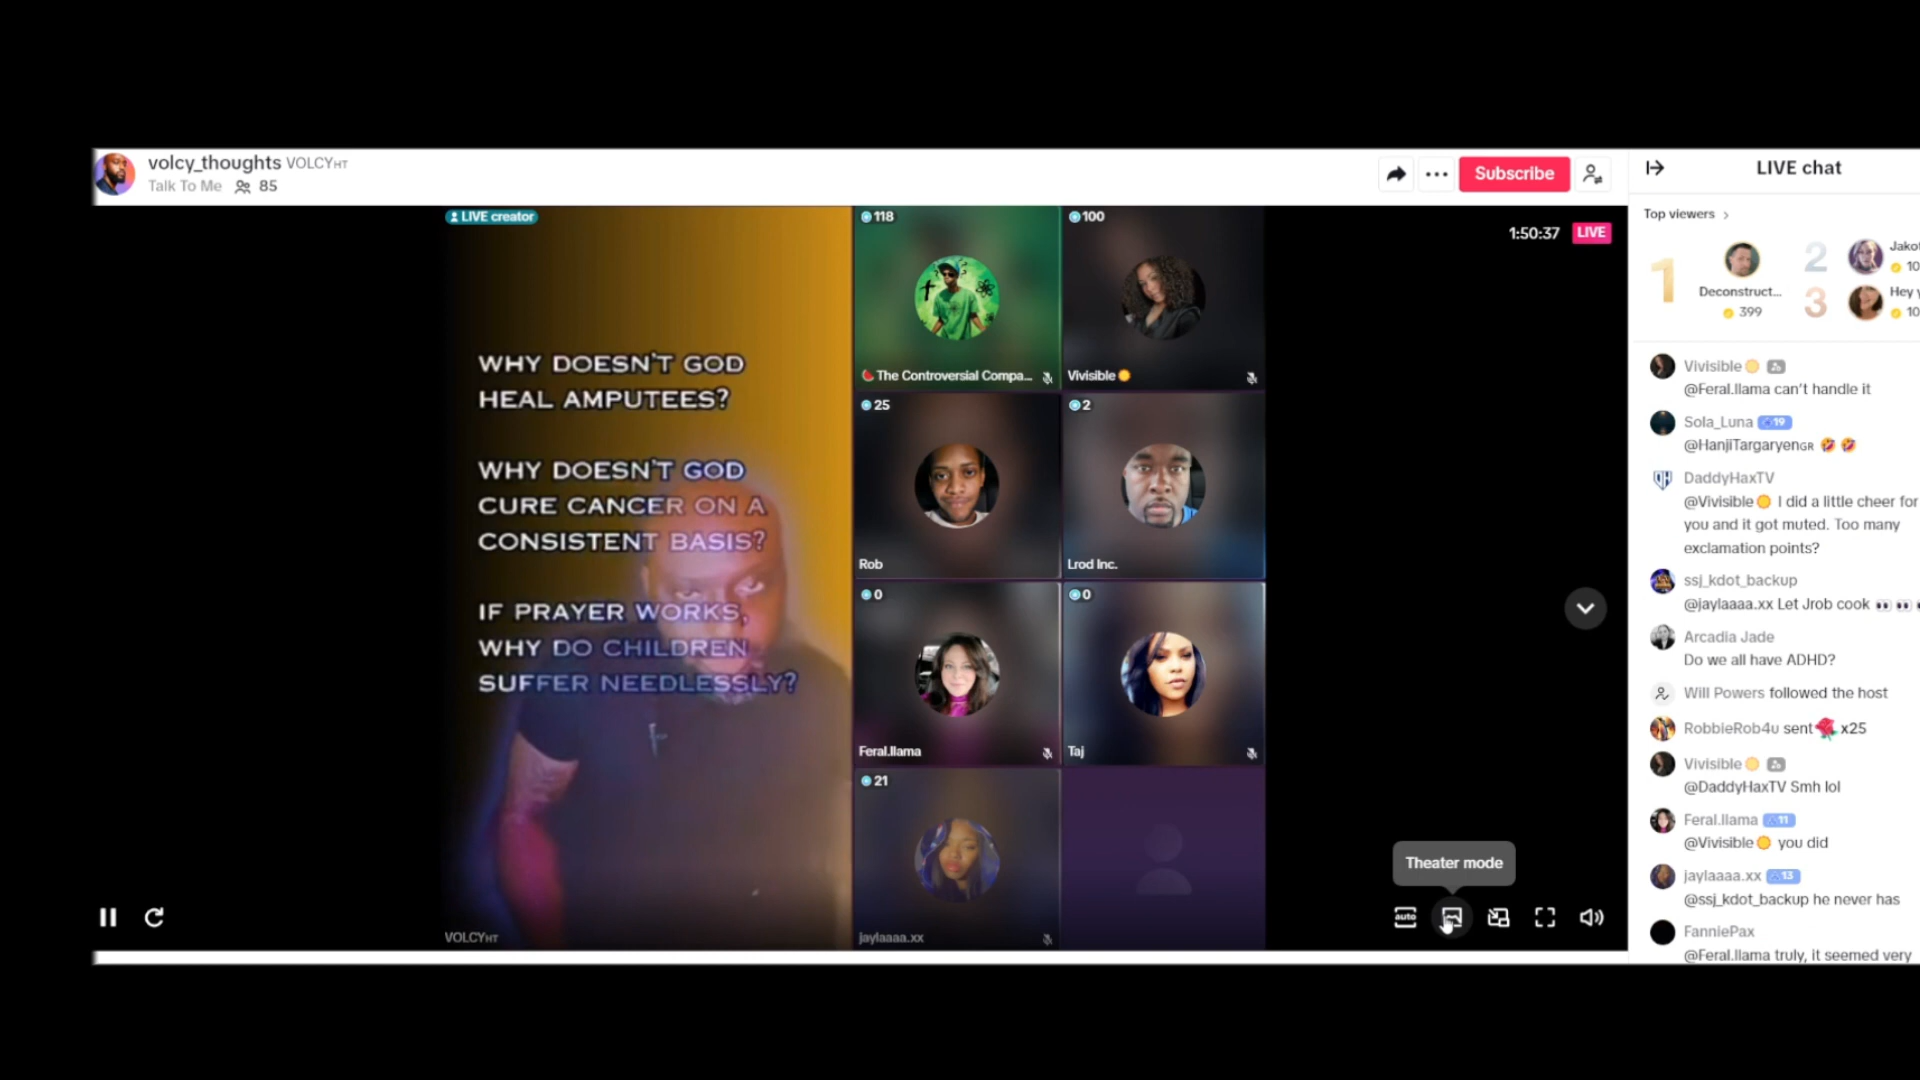 volcy_thoughts VOLCYHT
Talk To Me 85
Subscribe
LIVE chat
LIVE creator
1:50:37 LIVE
WHY DOESN'T GOD
HEAL AMPUTEES?
WHY DOESN'T GOD
CURE CANCER ON A
CONSISTENT BASIS?
IF PRAYER WORKS,
WHY DO CHILDREN
SUFFER NEEDLESSLY?
VOLCYHT
118
The Controversial Compa...
100
Vivisible
25
Rob
2
Lrod Inc.
0
Feral.llama
0
Taj
21
jaylaaaa.xx
Theater mode
auto
Top viewers
1
Deconstruct...
399
2
3
Vivisible
@Feral.llama can't handle it
Sola_Luna 19
@HanjiTargaryenGR
DaddyHaxTV
@Vivisible I did a little cheer for
you and it got muted. Too many
exclamation points?
ssj_kdot_backup
@jaylaaaa.xx Let Jrob cook
Arcadia Jade
Do we all have ADHD?
Will Powers followed the host
RobbieRob4u sent x25
Vivisible
@DaddyHaxTV Smh lol
Feral.llama 11
@Vivisible you did
jaylaaaa.xx 13
@ssj_kdot_backup he never has
FanniePax
@Feral.llama truly, it seemed very